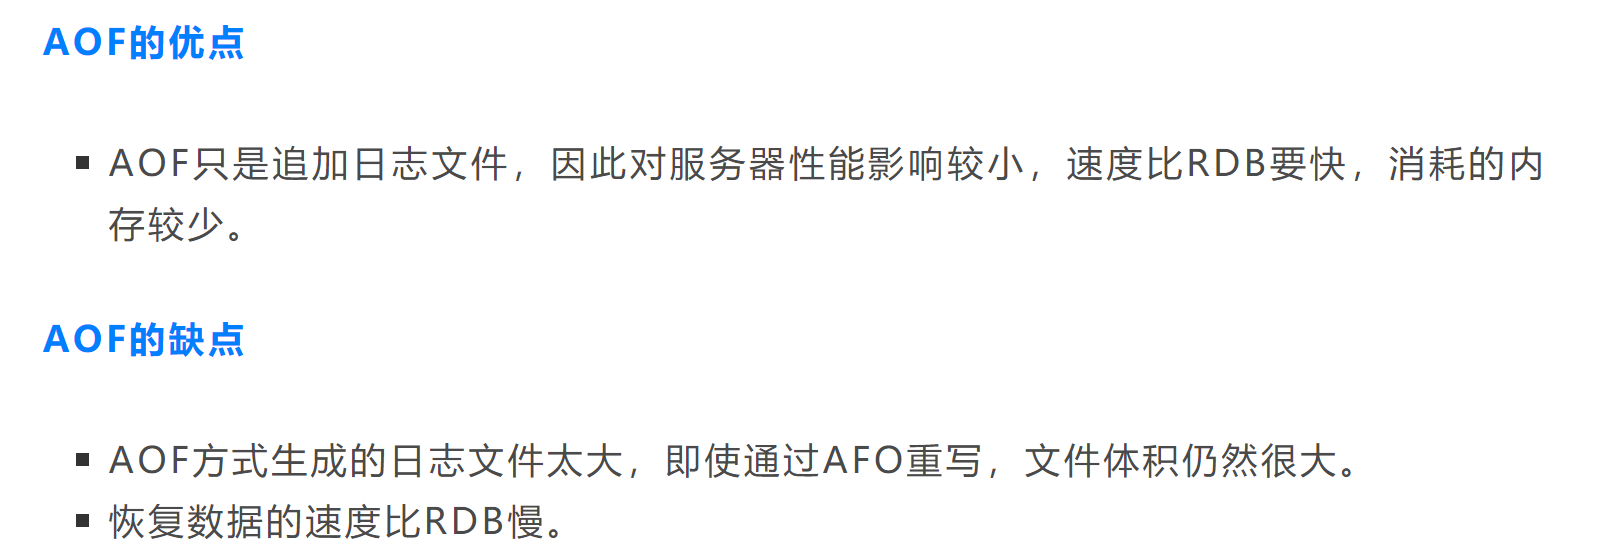 AOF的优点
AOF只是追加日志文件，因此对服务器性能影响较小，速度比RDB要快，消耗的内
存较少。
AOF的缺点
AOF方式生成的日志文件太大，即使通过AFO重写，文件体积仍然很大。
恢复数据的速度比RDB慢。